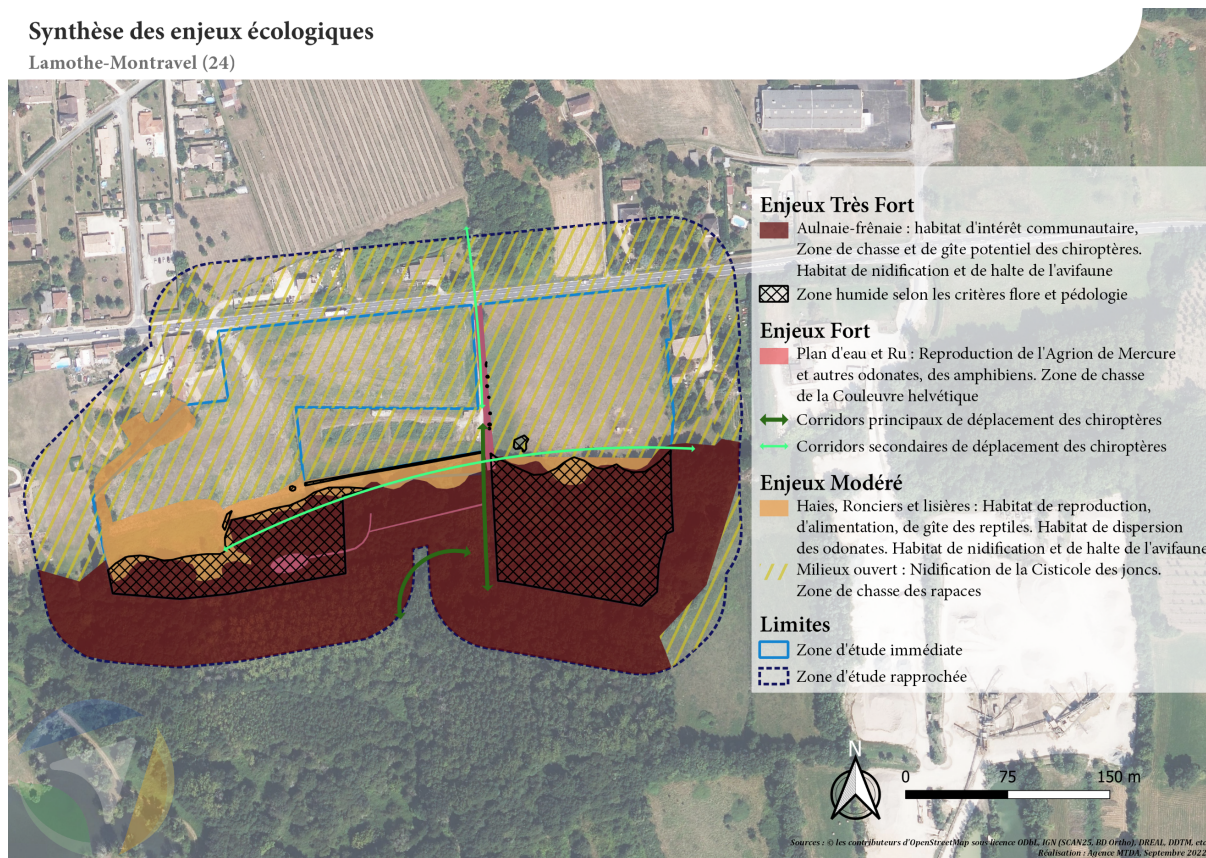 Synthèse des enjeux écologiques
Lamothe-Montravel (24)
Enjeux Très Fort
Aulnaie-frênaie : habitat d'intérêt communautaire,
Zone de chasse et de gîte potentiel des chiroptères.
Habitat de nidification et de halte de l'avifaune
Zone humide selon les critères flore et pédologie
Enjeux Fort
Plan d'eau et Ru : Reproduction de l'Agrion de Mercure
et autres odonates, des amphibiens. Zone de chasse
de la Couleuvre helvétique
Corridors principaux de déplacement des chiroptères
Corridors secondaires de déplacement des chiroptères
Enjeux Modéré
Haies, Ronciers et lisières : Habitat de reproduction,
d'alimentation, de gîte des reptiles. Habitat de dispersion
des odonates. Habitat de nidification et de halte de l'avifaune
Milieux ouvert : Nidification de la Cisticole des joncs.
Zone de chasse des rapaces
Limites
Zone d'étude immédiate
Zone d'étude rapprochée
N
0 75 150 m
Sources : © les contributeurs d'OpenStreetMap sous licence ODbL, IGN (SCAN25, BD Ortho), DREAL, DDTM, etc
Réalisation : Agence MTDA, Septembre 2022